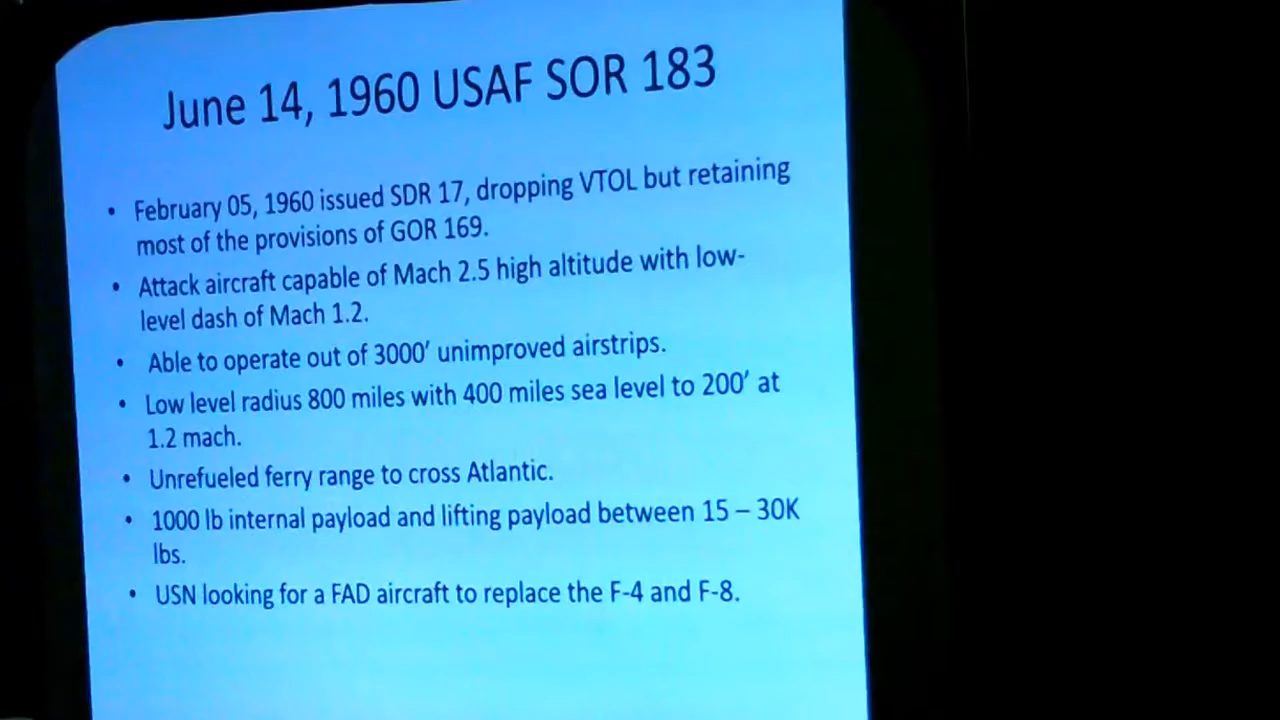 June 14, 1960 USAF SOR 183
• February 05, 1960 issued SDR 17, dropping VTOL but retaining
most of the provisions of GOR 169.
• Attack aircraft capable of Mach 2.5 high altitude with low-
level dash of Mach 1.2.
• Able to operate out of 3000’ unimproved airstrips.
• Low level radius 800 miles with 400 miles sea level to 200’ at
1.2 mach.
• Unrefueled ferry range to cross Atlantic.
• 1000 lb internal payload and lifting payload between 15 – 30K
lbs.
• USN looking for a FAD aircraft to replace the F-4 and F-8.